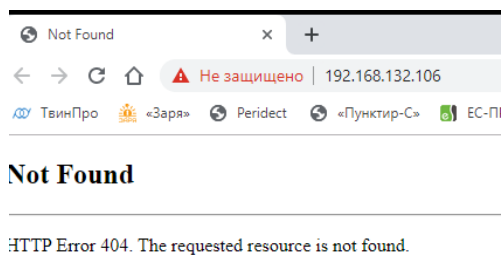 Not Found
Не защищено | 192.168.132.106
ТвинПро «Заря» Peridect «Пунктир-С»
Not Found
HTTP Error 404. The requested resource is not found.